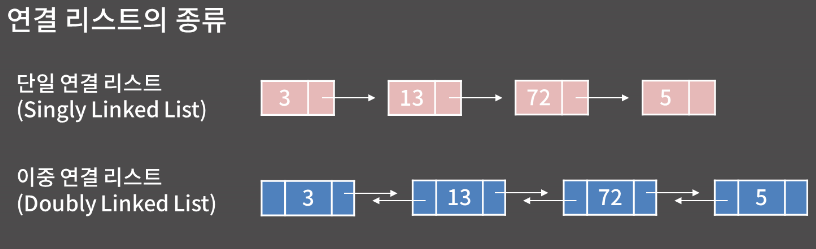 연결 리스트의 종류
단일 연결 리스트
(Singly Linked List)
3 13 72 5
이중 연결 리스트
(Doubly Linked List)
3 13 72 5